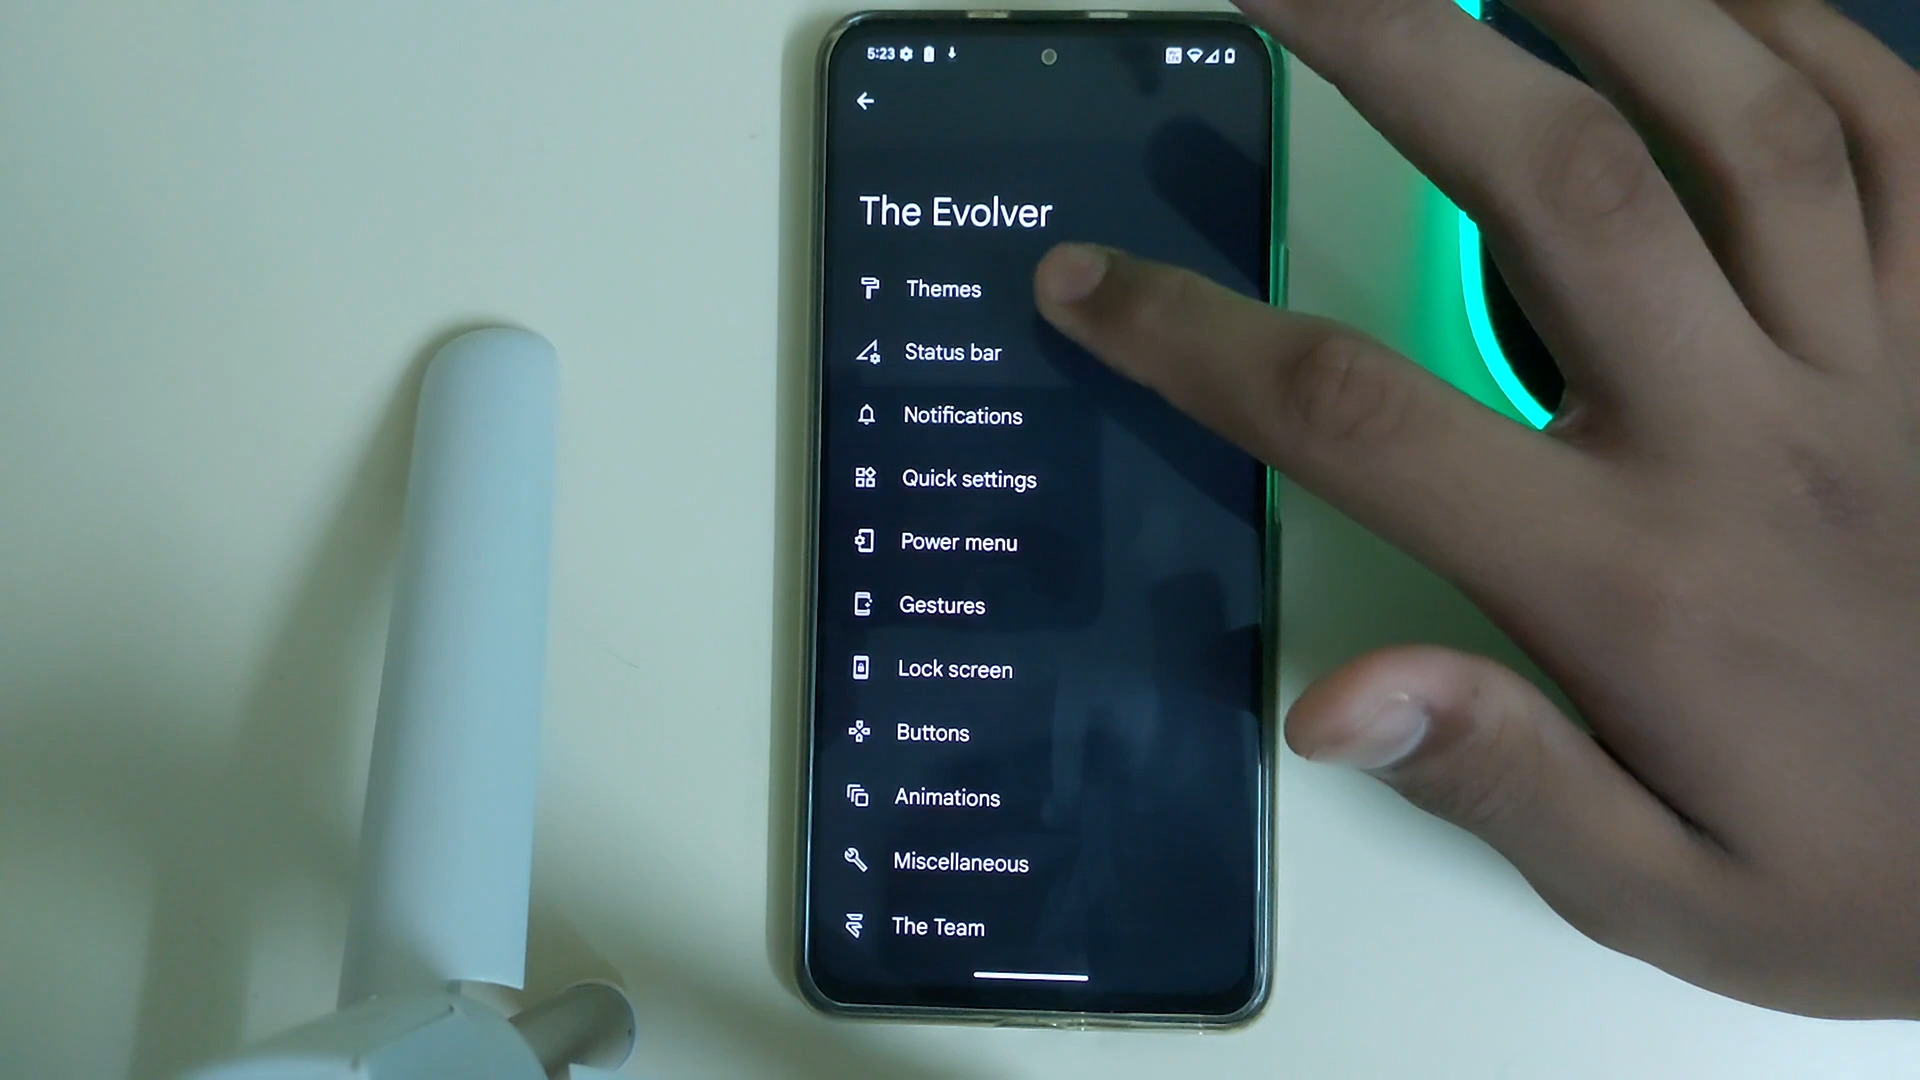 5:23
The Evolver
Themes
Status bar
Notifications
Quick settings
Power menu
Gestures
Lock screen
Buttons
Animations
Miscellaneous
The Team